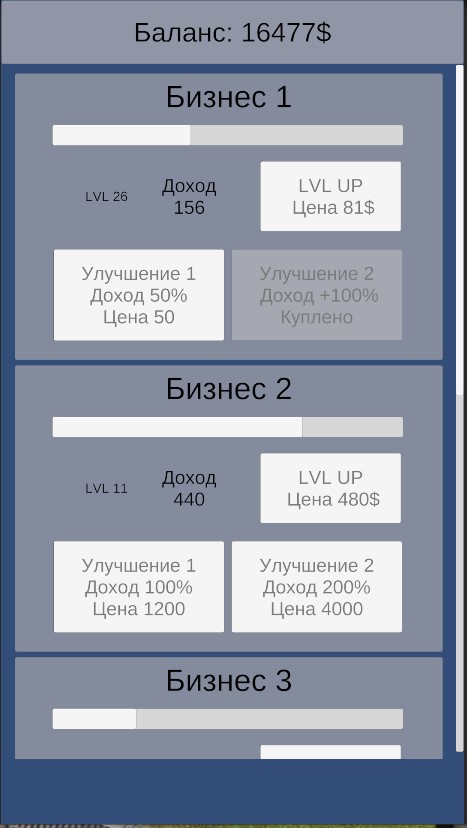 Баланс: 16477$
Бизнес 1
LVL 26
Доход
156
LVL UP
Цена 81$
Улучшение 1
Доход 50%
Цена 50
Улучшение 2
Доход +100%
Куплено
Бизнес 2
LVL 11
Доход
440
LVL UP
Цена 480$
Улучшение 1
Доход 100%
Цена 1200
Улучшение 2
Доход 200%
Цена 4000
Бизнес 3